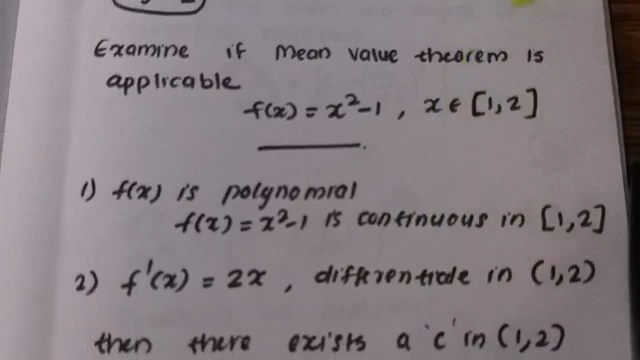 Examine if Mean value theorem is
applicable
f(x) = x²-1 , x ∈ [1,2]
1) f(x) is polynomial
f(x) = x²-1 is continuous in [1,2]
2) f'(x) = 2x , differentiale in (1,2)
then there exists a 'c' in (1,2)